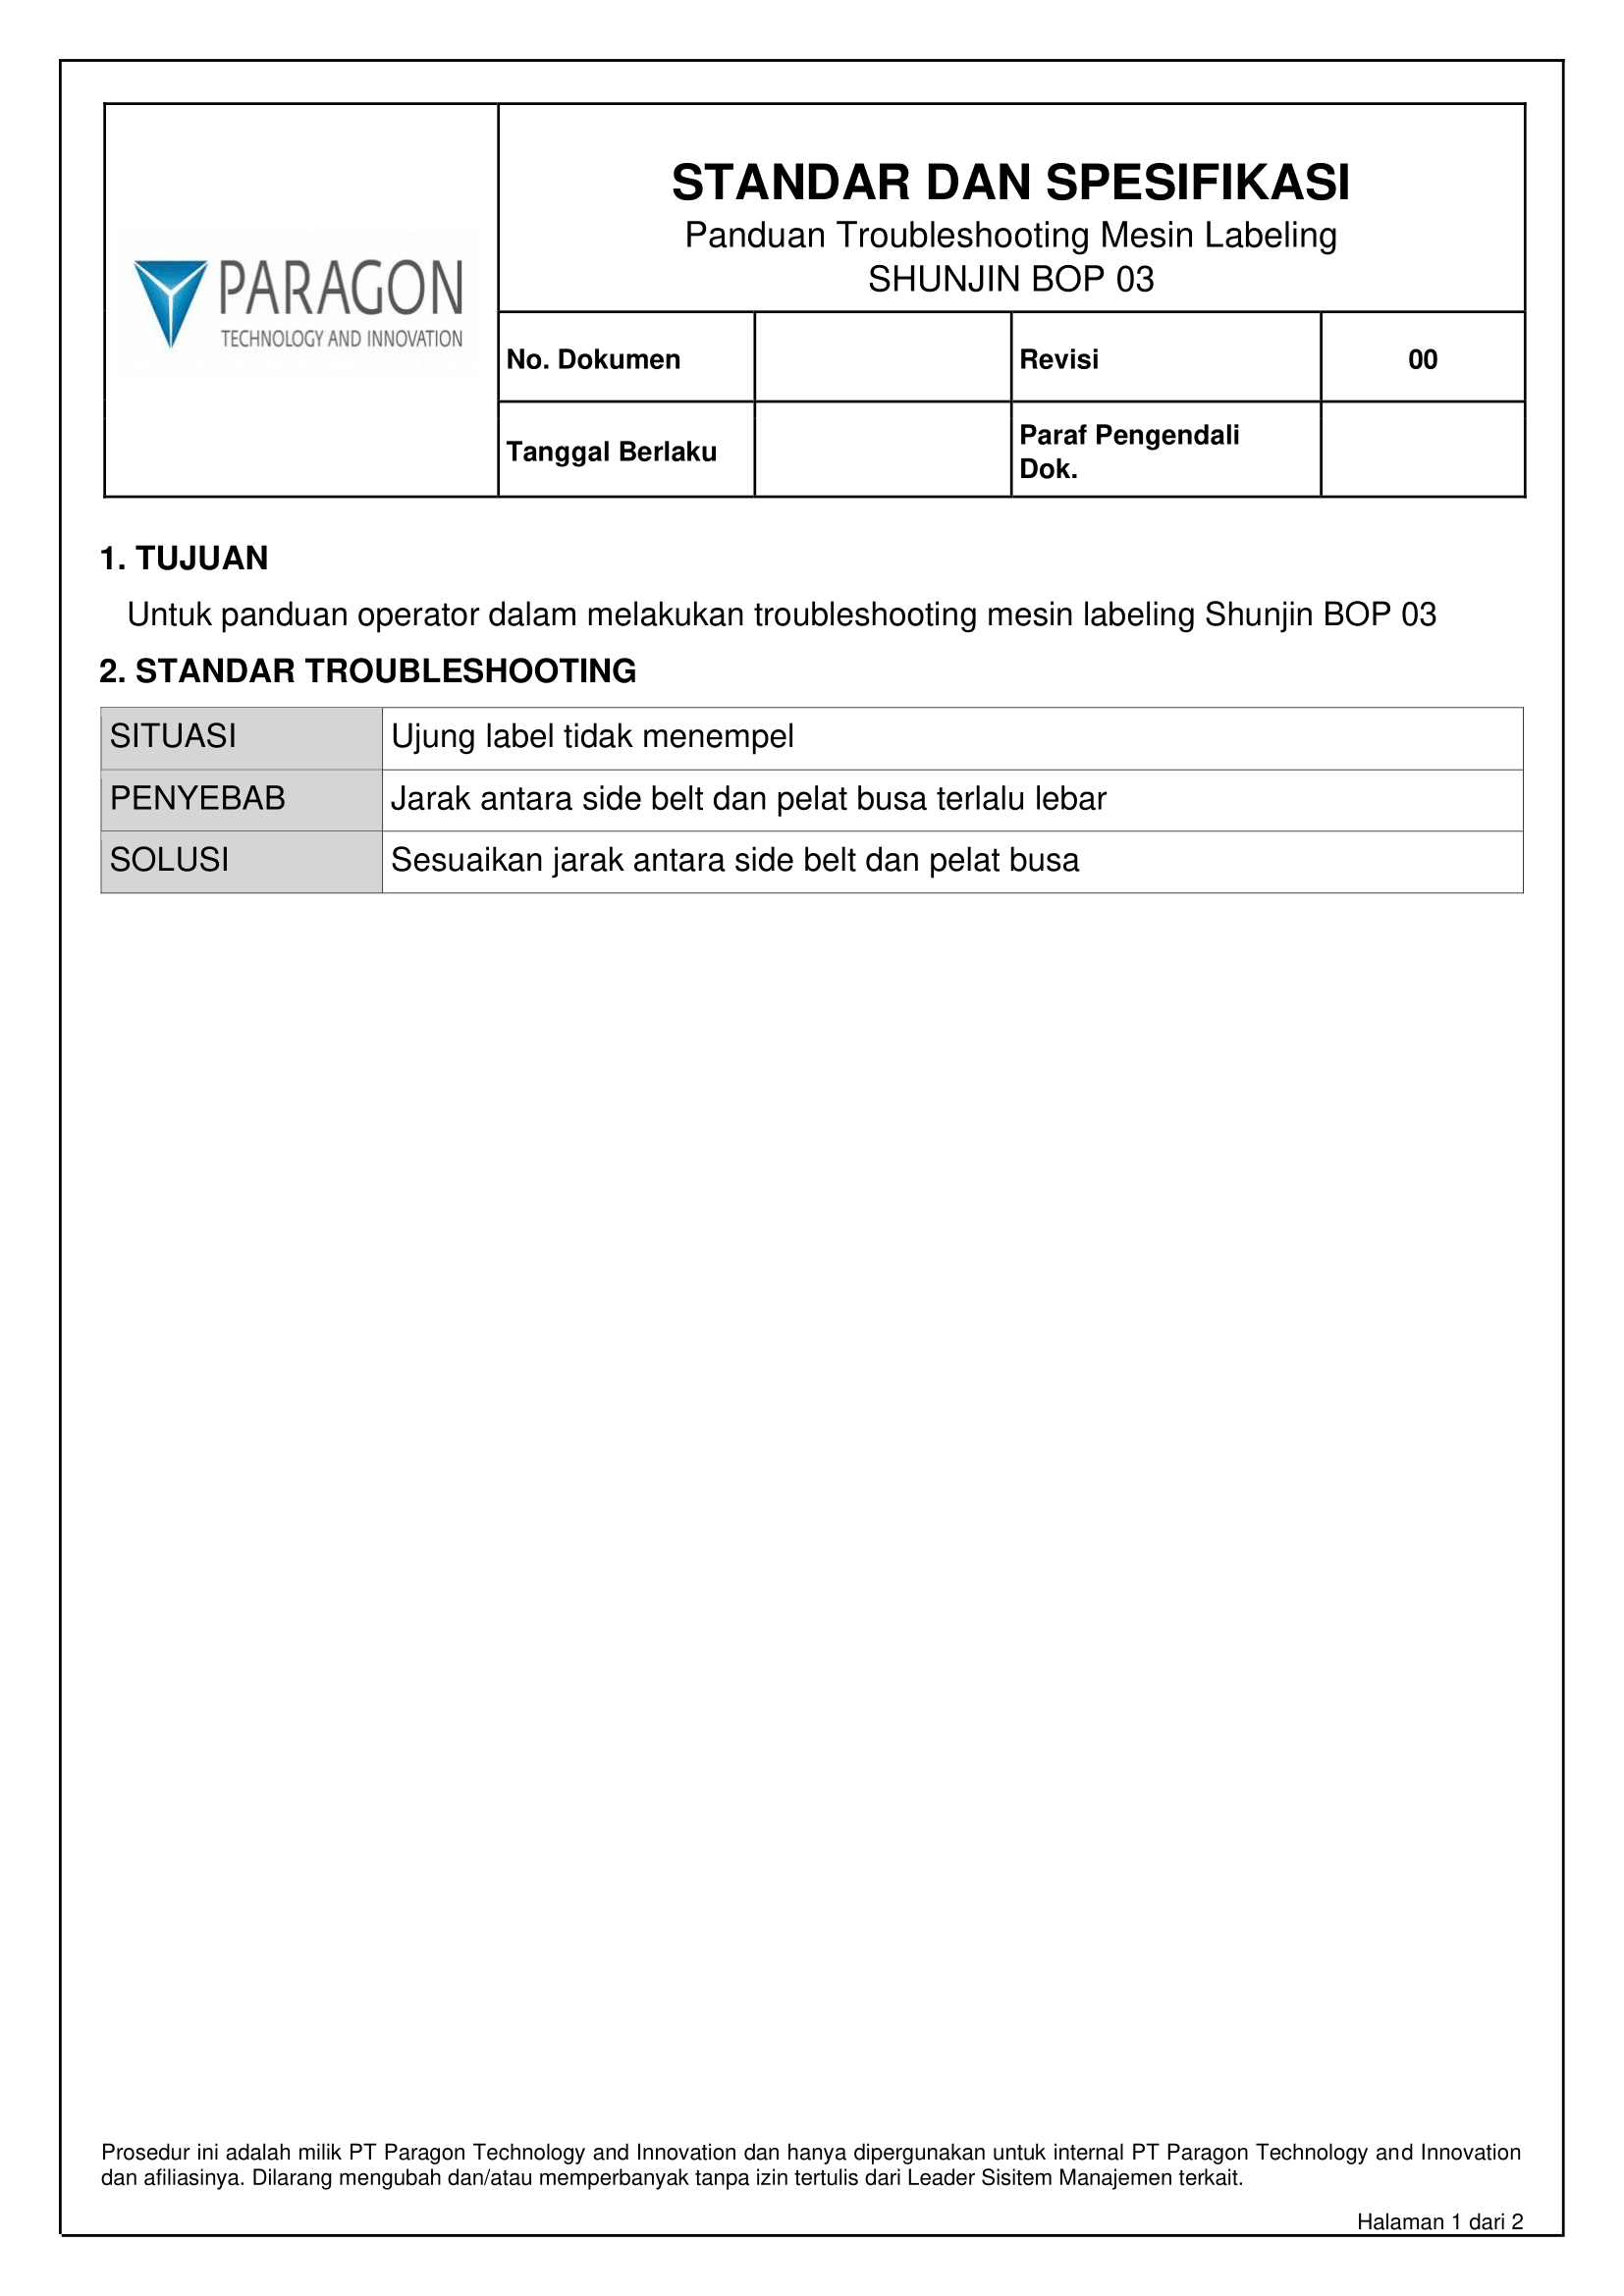 STANDAR DAN SPESIFIKASI
Panduan Troubleshooting Mesin Labeling
SHUNJIN BOP 03
PARAGON
TECHNOLOGY AND INNOVATION
No. Dokumen
Revisi
00
Tanggal Berlaku
Paraf Pengendali
Dok.
1. TUJUAN
Untuk panduan operator dalam melakukan troubleshooting mesin labeling Shunjin BOP 03
2. STANDAR TROUBLESHOOTING
SITUASI
Ujung label tidak menempel
PENYEBAB
Jarak antara side belt dan pelat busa terlalu lebar
SOLUSI
Sesuaikan jarak antara side belt dan pelat busa
Prosedur ini adalah milik PT Paragon Technology and Innovation dan hanya dipergunakan untuk internal PT Paragon Technology and Innovation
dan afiliasinya. Dilarang mengubah dan/atau memperbanyak tanpa izin tertulis dari Leader Sisitem Manajemen terkait.
Halaman 1 dari 2